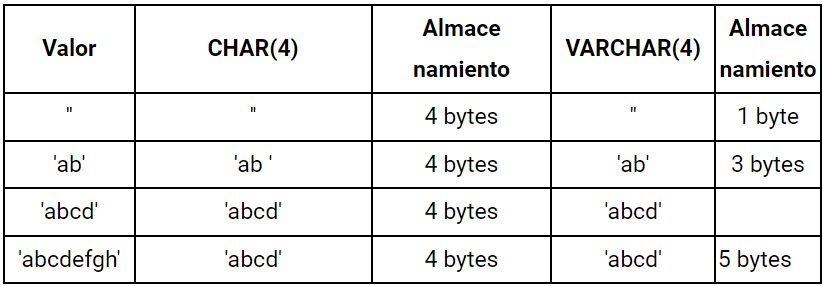 Valor CHAR(4) Almace namiento VARCHAR(4) Almace namiento
" " 4 bytes " 1 byte
'ab' 'ab ' 4 bytes 'ab' 3 bytes
'abcd' 'abcd' 4 bytes 'abcd'
'abcdefgh' 'abcd' 4 bytes 'abcd' 5 bytes